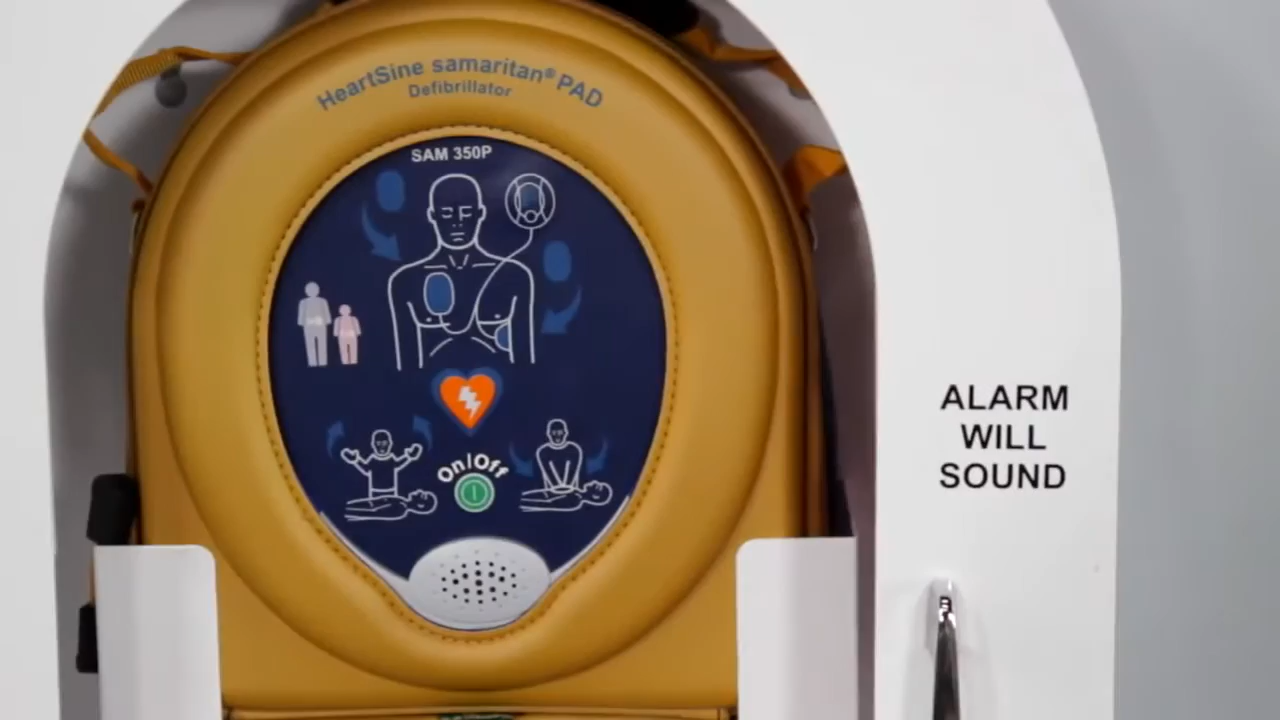 HeartSine samaritan® PAD
Defibrillator
SAM 350P
On/Off
ALARM
WILL
SOUND